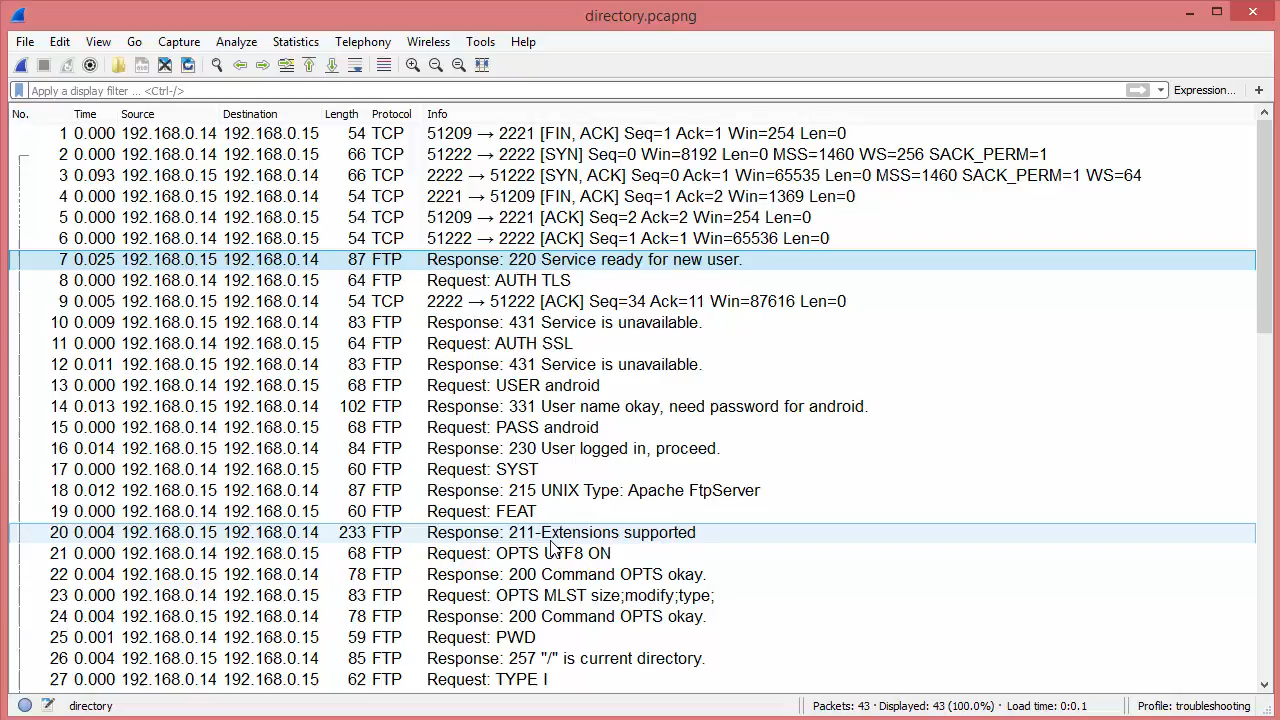 directory.pcapng
File Edit View Go Capture Analyze Statistics Telephony Wireless Tools Help
Apply a display filter ... <Ctrl-/> Expression... +
No. Time Source Destination Length Protocol Info
1 0.000 192.168.0.14 192.168.0.15 54 TCP 51209 → 2221 [FIN, ACK] Seq=1 Ack=1 Win=254 Len=0
2 0.000 192.168.0.14 192.168.0.15 66 TCP 51222 → 2222 [SYN] Seq=0 Win=8192 Len=0 MSS=1460 WS=256 SACK_PERM=1
3 0.093 192.168.0.15 192.168.0.14 66 TCP 2222 → 51222 [SYN, ACK] Seq=0 Ack=1 Win=65535 Len=0 MSS=1460 SACK_PERM=1 WS=64
4 0.000 192.168.0.15 192.168.0.14 54 TCP 2221 → 51209 [FIN, ACK] Seq=1 Ack=2 Win=1369 Len=0
5 0.000 192.168.0.14 192.168.0.15 54 TCP 51209 → 2221 [ACK] Seq=2 Ack=2 Win=254 Len=0
6 0.000 192.168.0.14 192.168.0.15 54 TCP 51222 → 2222 [ACK] Seq=1 Ack=1 Win=65536 Len=0
7 0.025 192.168.0.15 192.168.0.14 87 FTP Response: 220 Service ready for new user.
8 0.000 192.168.0.14 192.168.0.15 64 FTP Request: AUTH TLS
9 0.005 192.168.0.15 192.168.0.14 54 TCP 2222 → 51222 [ACK] Seq=34 Ack=11 Win=87616 Len=0
10 0.009 192.168.0.15 192.168.0.14 83 FTP Response: 431 Service is unavailable.
11 0.000 192.168.0.14 192.168.0.15 64 FTP Request: AUTH SSL
12 0.011 192.168.0.15 192.168.0.14 83 FTP Response: 431 Service is unavailable.
13 0.000 192.168.0.14 192.168.0.15 68 FTP Request: USER android
14 0.013 192.168.0.15 192.168.0.14 102 FTP Response: 331 User name okay, need password for android.
15 0.000 192.168.0.14 192.168.0.15 68 FTP Request: PASS android
16 0.014 192.168.0.15 192.168.0.14 84 FTP Response: 230 User logged in, proceed.
17 0.000 192.168.0.14 192.168.0.15 60 FTP Request: SYST
18 0.012 192.168.0.15 192.168.0.14 87 FTP Response: 215 UNIX Type: Apache FtpServer
19 0.000 192.168.0.14 192.168.0.15 60 FTP Request: FEAT
20 0.004 192.168.0.15 192.168.0.14 233 FTP Response: 211-Extensions supported
21 0.000 192.168.0.14 192.168.0.15 68 FTP Request: OPTS UTF8 ON
22 0.004 192.168.0.15 192.168.0.14 78 FTP Response: 200 Command OPTS okay.
23 0.000 192.168.0.14 192.168.0.15 83 FTP Request: OPTS MLST size;modify;type;
24 0.004 192.168.0.15 192.168.0.14 78 FTP Response: 200 Command OPTS okay.
25 0.001 192.168.0.14 192.168.0.15 59 FTP Request: PWD
26 0.004 192.168.0.15 192.168.0.14 85 FTP Response: 257 "/" is current directory.
27 0.000 192.168.0.14 192.168.0.15 62 FTP Request: TYPE I
directory Packets: 43 · Displayed: 43 (100.0%) · Load time: 0:0.1 Profile: troubleshooting